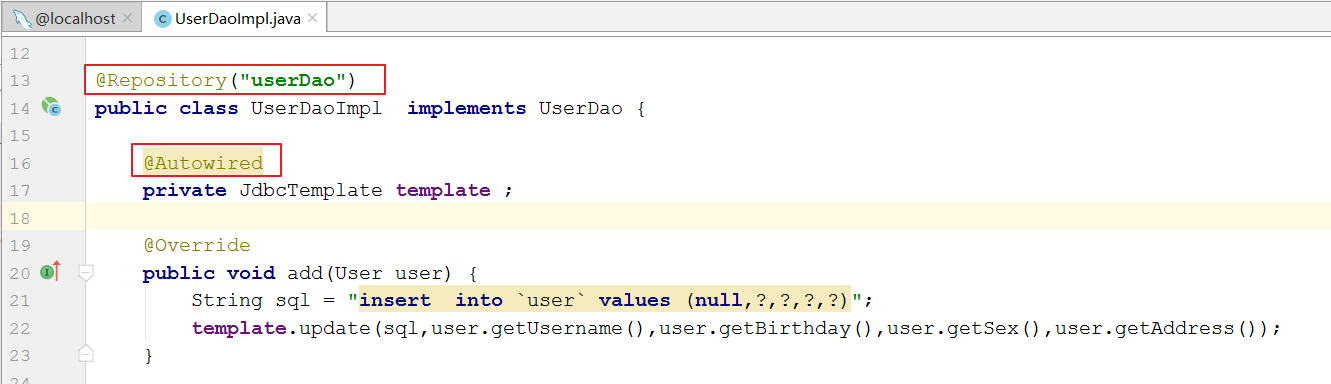 @localhost × UserDaoImpl.java ×
12
13 @Repository("userDao")
14 public class UserDaoImpl  implements UserDao {
15
16 @Autowired
17 private JdbcTemplate template ;
18
19 @Override
20 public void add(User user) {
21 String sql = "insert  into `user` values (null,?,?,?,?)";
22 template.update(sql,user.getUsername(),user.getBirthday(),user.getSex(),user.getAddress());
23 }
24